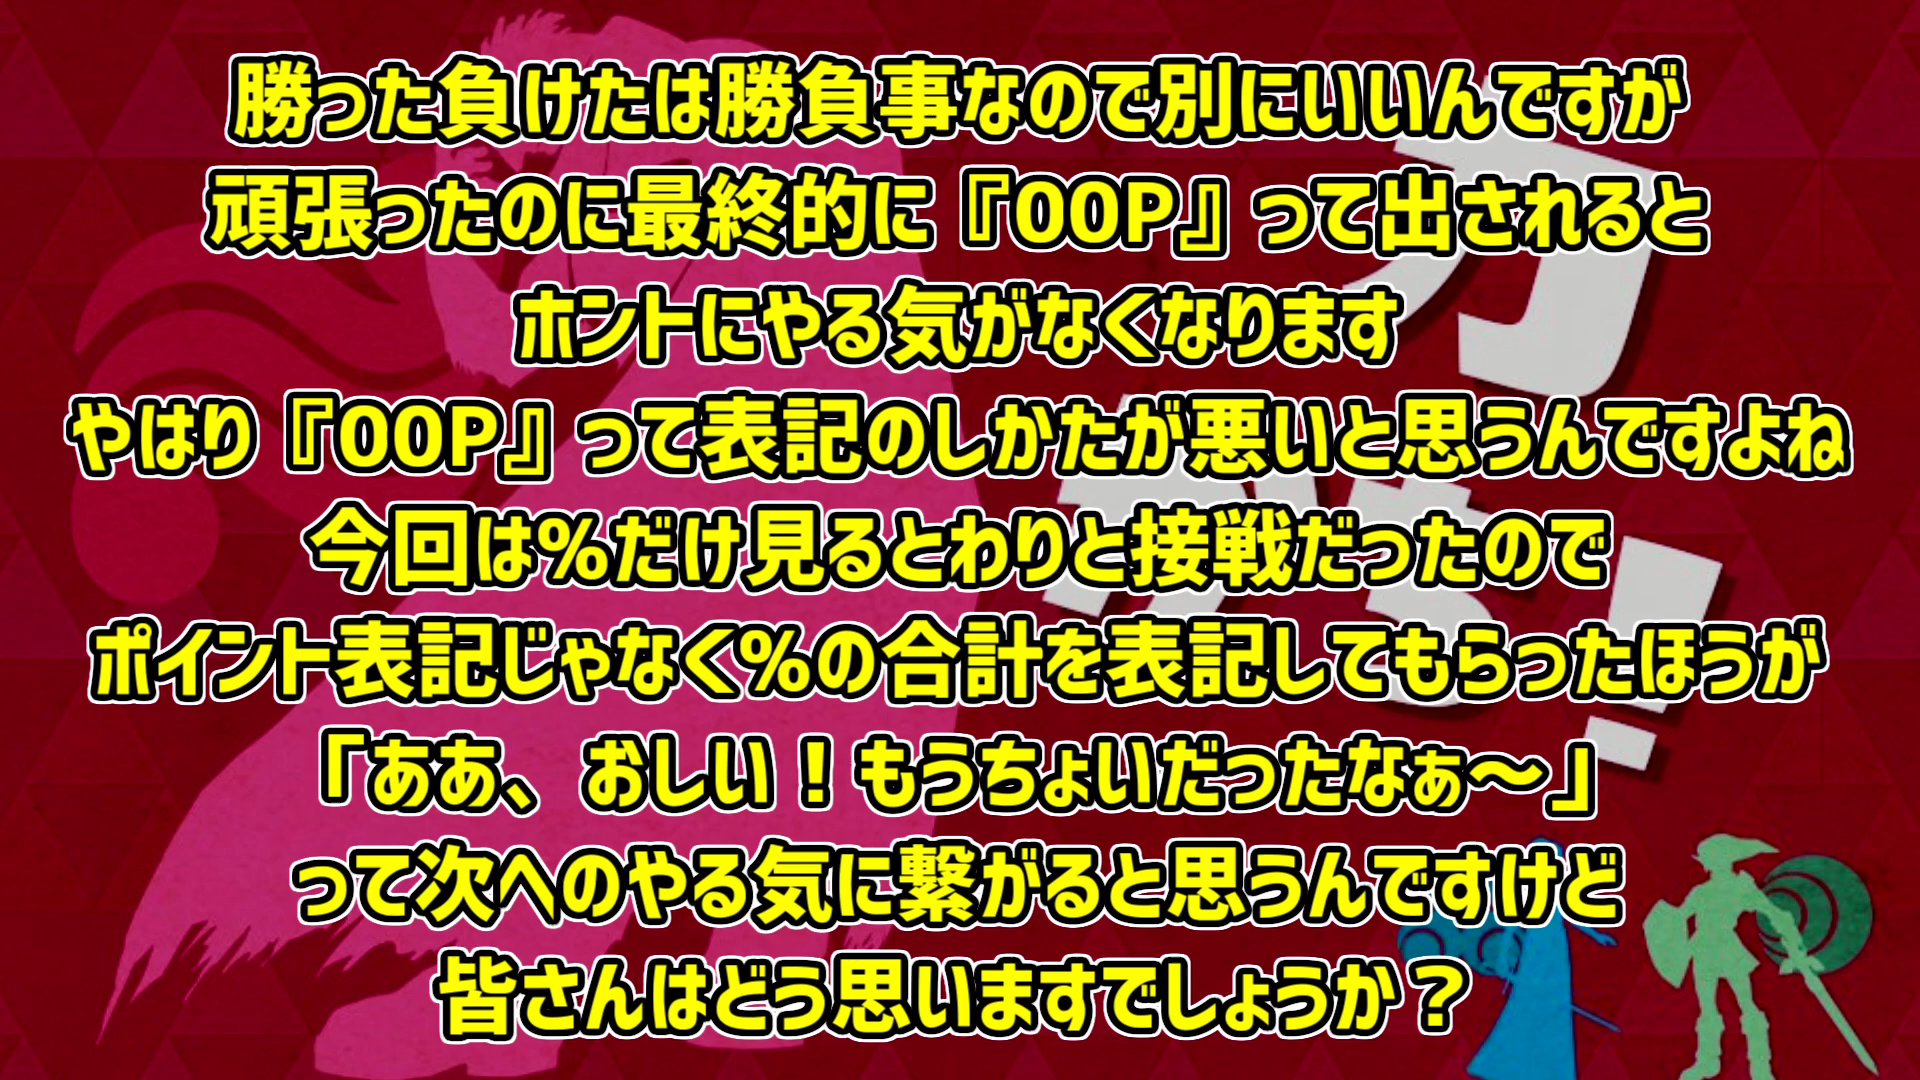 勝った負けたは勝負事なので別にいいんですが
頑張ったのに最終的に『00P』って出されると
ホントにやる気がなくなります
やはり『00P』って表記のしかたが悪いと思うんですよね
今回は%だけ見るとわりと接戦だったので
ポイント表記じゃなく%の合計を表記してもらったほうが
「ああ、おしい！もうちょいだったなぁ～」
って次へのやる気に繋がると思うんですけど
皆さんはどう思いますでしょうか？
力
かち!